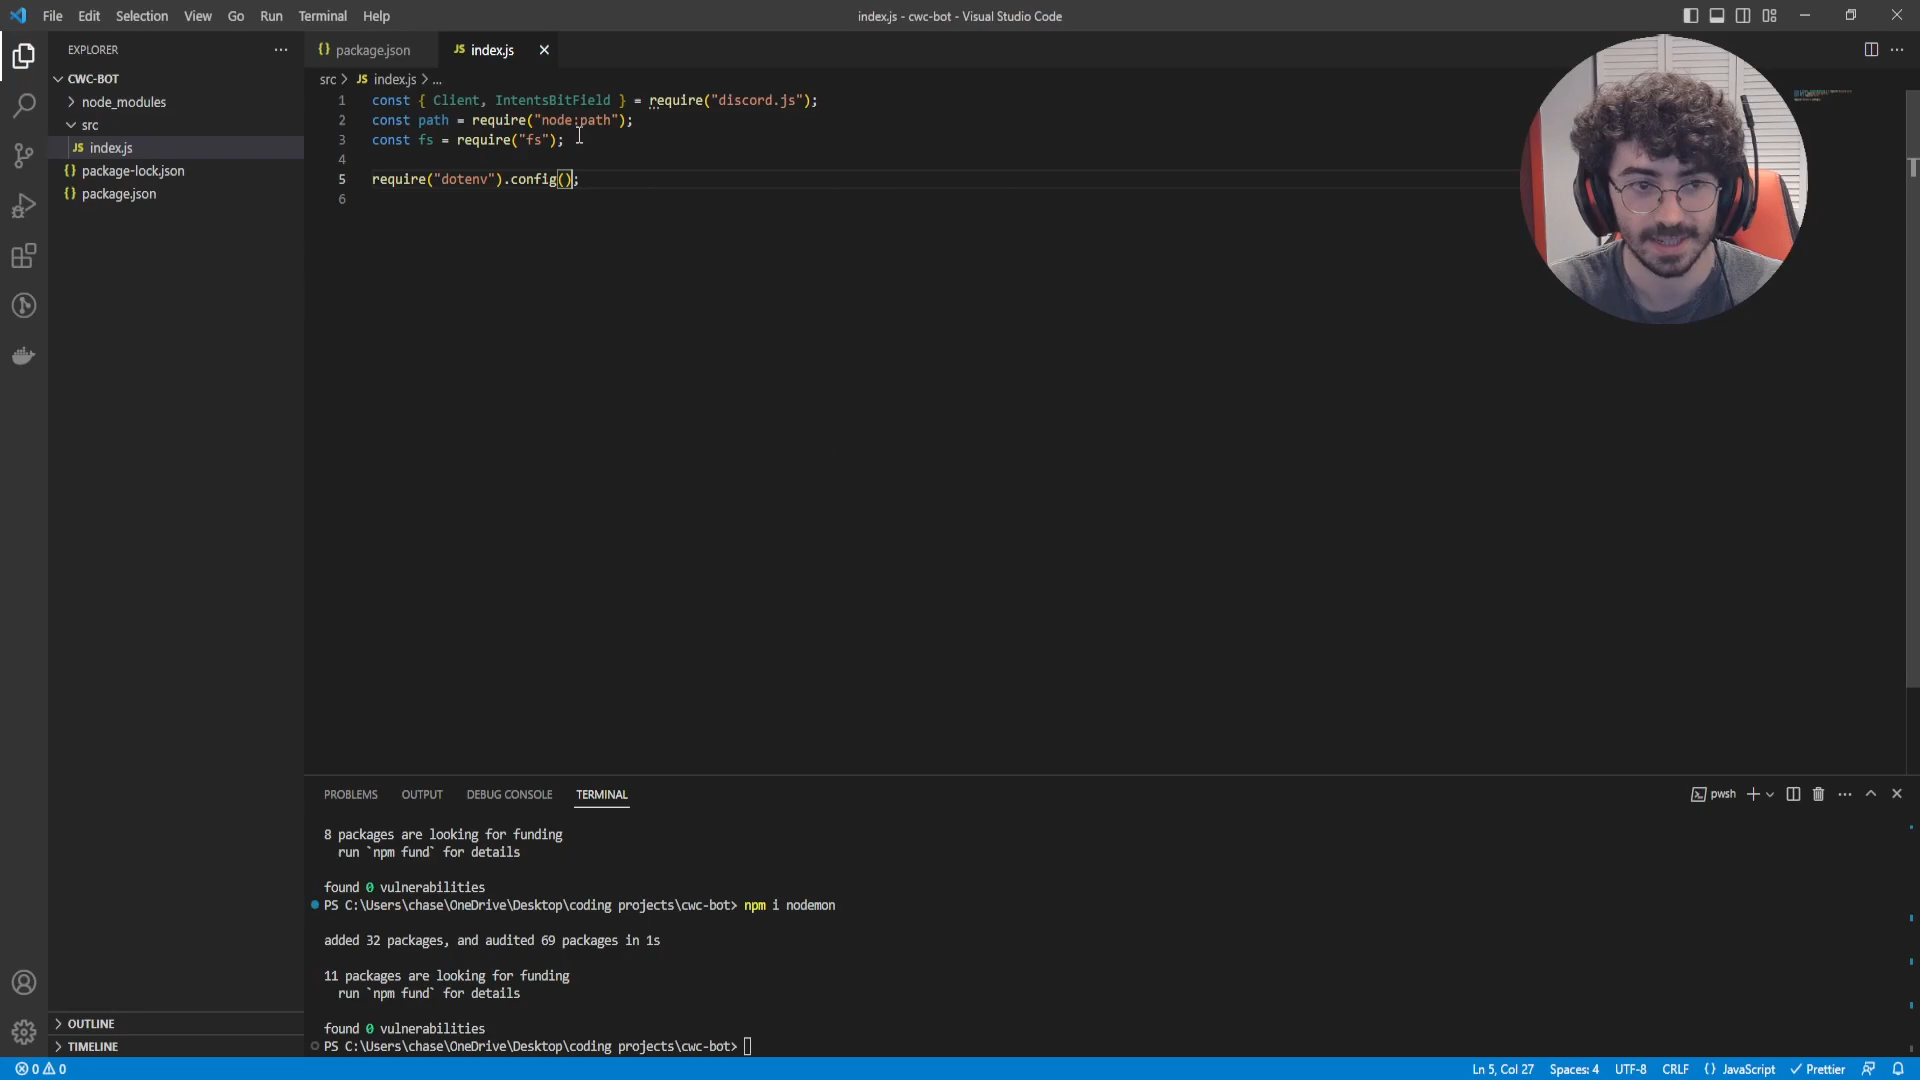 File Edit Selection View Go Run Terminal Help
index.js - cwc-bot - Visual Studio Code
EXPLORER
CWC-BOT
node_modules
src
JS index.js
{} package-lock.json
{} package.json
OUTLINE
TIMELINE
{} package.json
JS index.js
src > JS index.js > ...
1 const { Client, IntentsBitField } = require("discord.js");
2 const path = require("node:path");
3 const fs = require("fs");
4
5 require("dotenv").config();
6
PROBLEMS OUTPUT DEBUG CONSOLE TERMINAL
pwsh
8 packages are looking for funding
run `npm fund` for details
found 0 vulnerabilities
PS C:\Users\chase\OneDrive\Desktop\coding projects\cwc-bot> npm i nodemon
added 32 packages, and audited 69 packages in 1s
11 packages are looking for funding
run `npm fund` for details
found 0 vulnerabilities
PS C:\Users\chase\OneDrive\Desktop\coding projects\cwc-bot>
0 0
Ln 5, Col 27 Spaces: 4 UTF-8 CRLF {} JavaScript Prettier